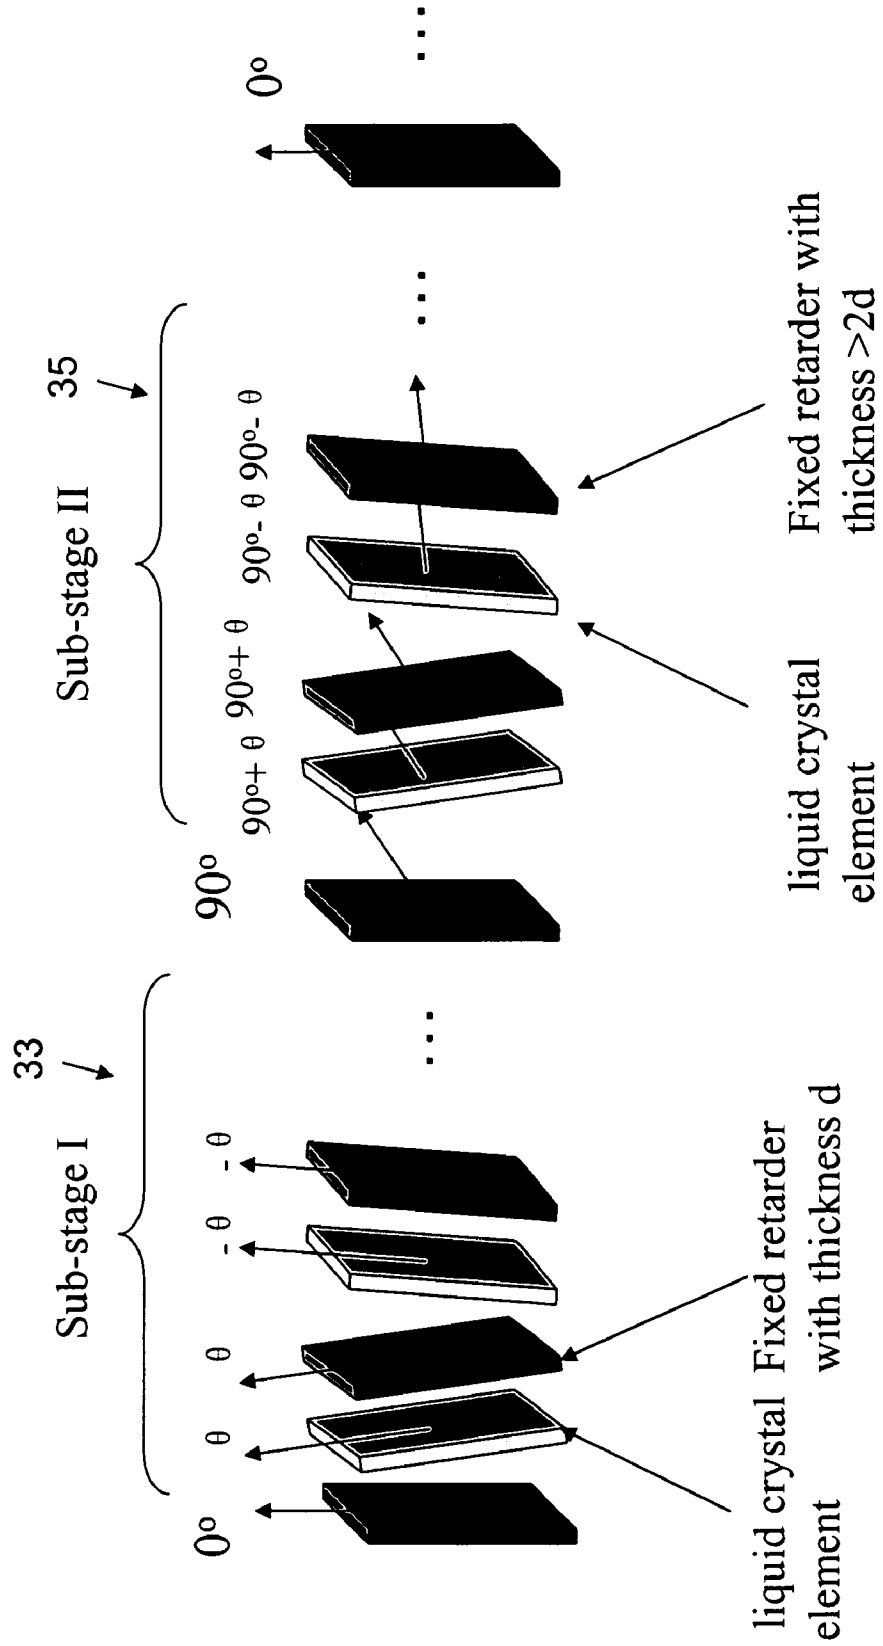 33
35
Sub-stage I
Sub-stage II
0°
θ
θ
- θ
- θ
90°
90°+ θ
90°+ θ
90°- θ
90°- θ
0°
liquid crystal
element
Fixed retarder
with thickness d
liquid crystal
element
Fixed retarder with
thickness >2d